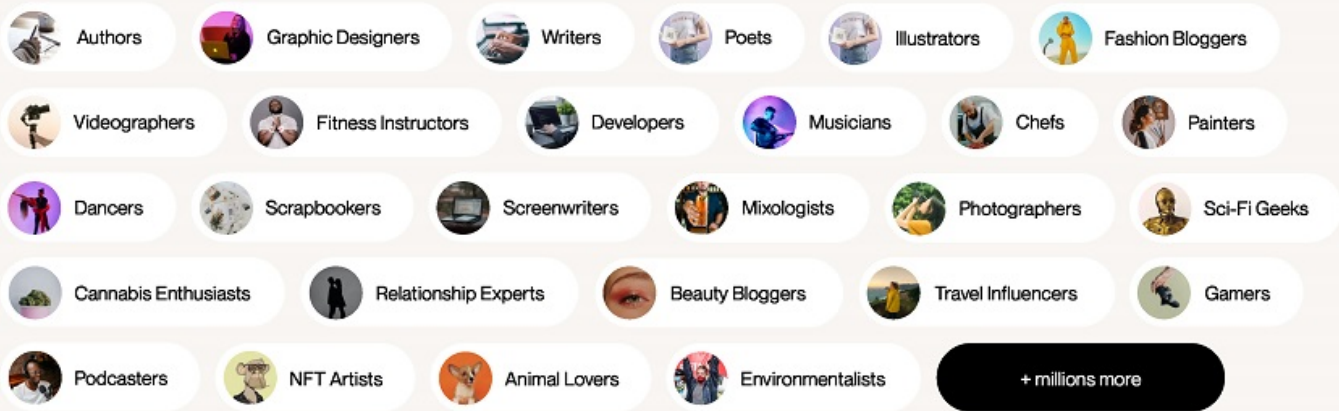 Authors Graphic Designers Writers Poets Illustrators Fashion Bloggers
Videographers Fitness Instructors Developers Musicians Chefs Painters
Dancers Scrapbookers Screenwriters Mixologists Photographers Sci-Fi Geeks
Cannabis Enthusiasts Relationship Experts Beauty Bloggers Travel Influencers Gamers
Podcasters NFT Artists Animal Lovers Environmentalists + millions more